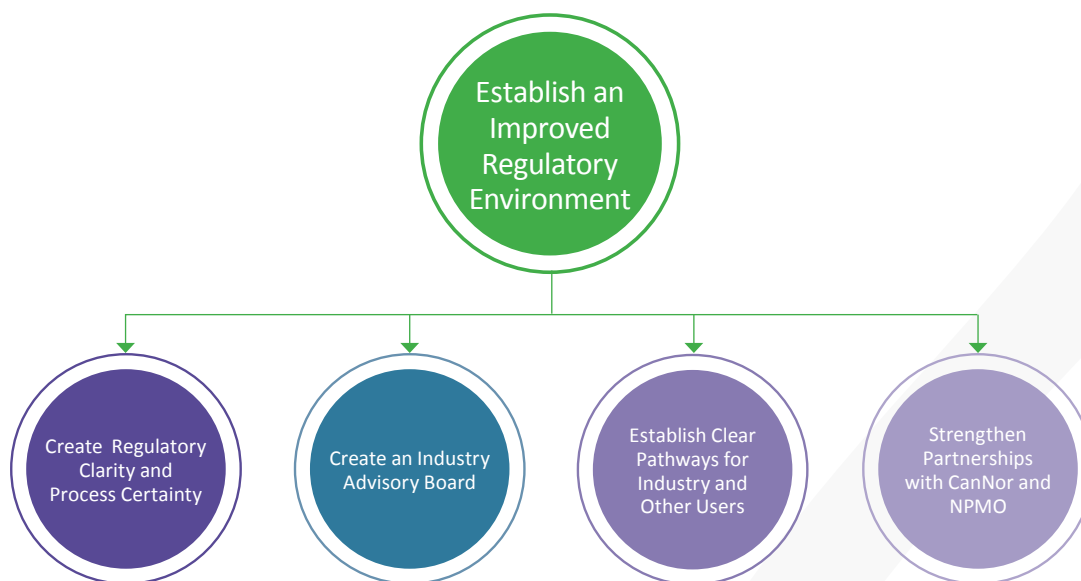 Establish an
Improved
Regulatory
Environment
Create Regulatory
Clarity and
Process Certainty
Create an Industry
Advisory Board
Establish Clear
Pathways for
Industry and
Other Users
Strengthen
Partnerships
with CanNor and
NPMO